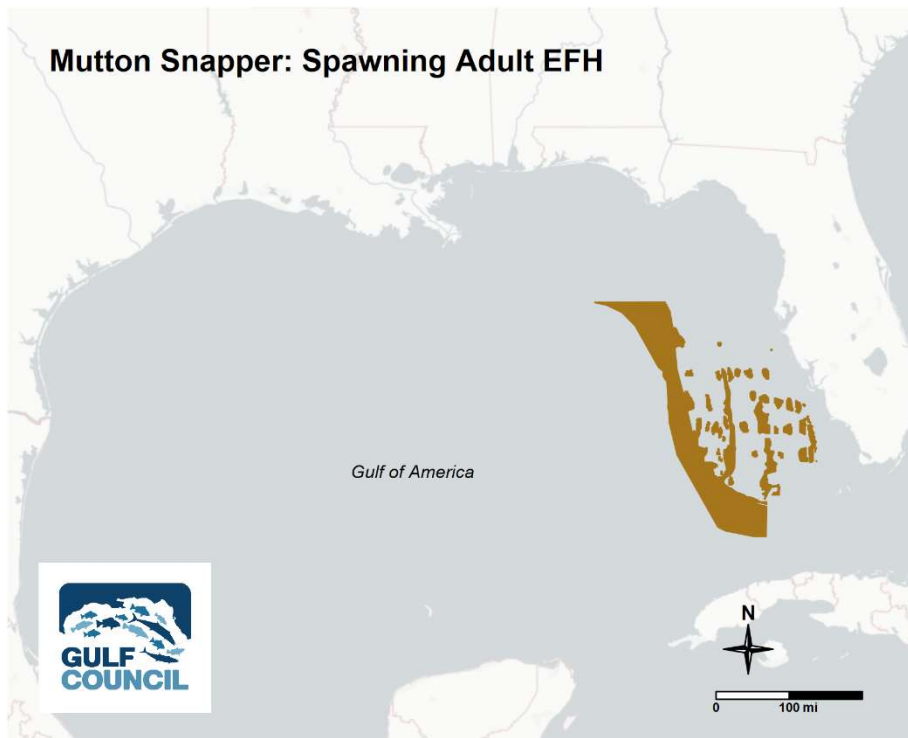 Mutton Snapper: Spawning Adult EFH
Gulf of America
GULF
COUNCIL
N
0 100 mi